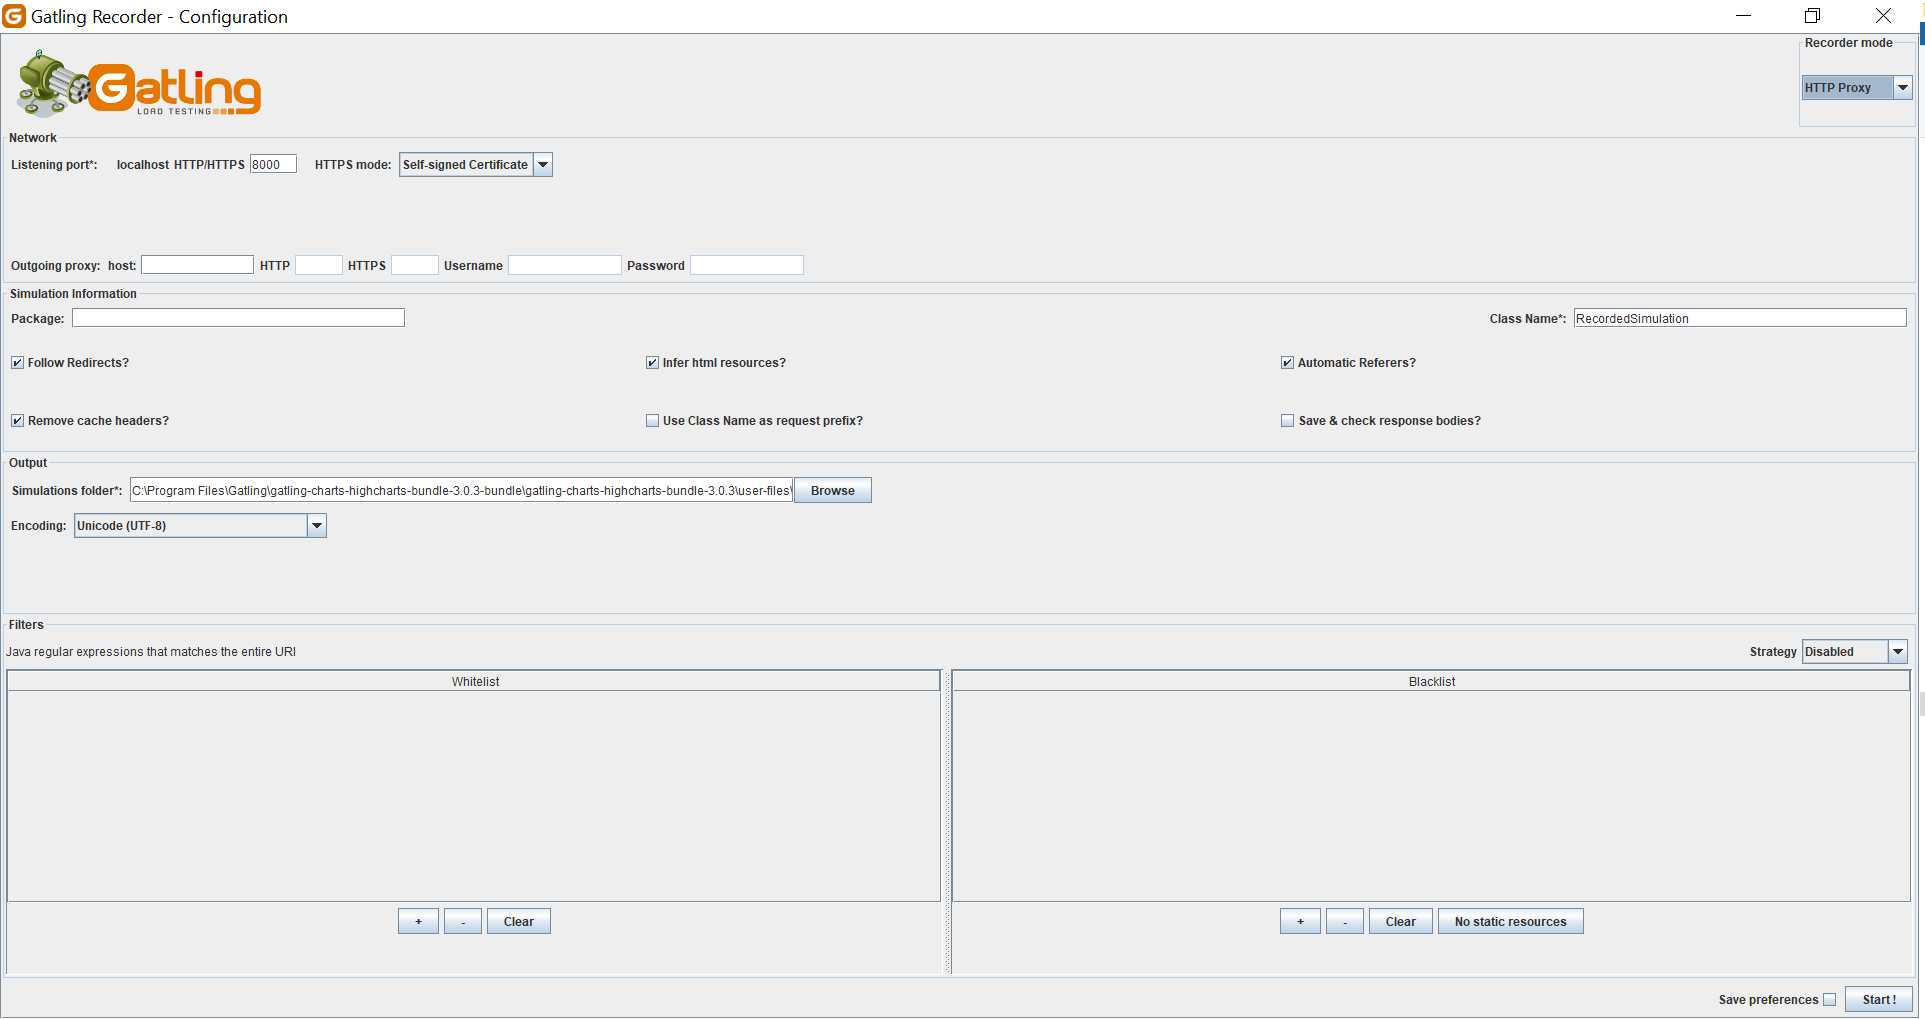 Gatling Recorder - Configuration
Recorder mode
Gatling
LOAD TESTING
HTTP Proxy
Network
Listening port*: localhost HTTP/HTTPS 8000 HTTPS mode: Self-signed Certificate
Outgoing proxy: host: HTTP HTTPS Username Password
Simulation Information
Package: Class Name*: RecordedSimulation
Follow Redirects? Infer html resources? Automatic Referers?
Remove cache headers? Use Class Name as request prefix? Save & check response bodies?
Output
Simulations folder*: C:\Program Files\Gatling\gatling-charts-highcharts-bundle-3.0.3-bundle\gatling-charts-highcharts-bundle-3.0.3\user-files\ Browse
Encoding: Unicode (UTF-8)
Filters
Java regular expressions that matches the entire URI Strategy Disabled
Whitelist Blacklist
+ - Clear + - Clear No static resources
Save preferences Start !